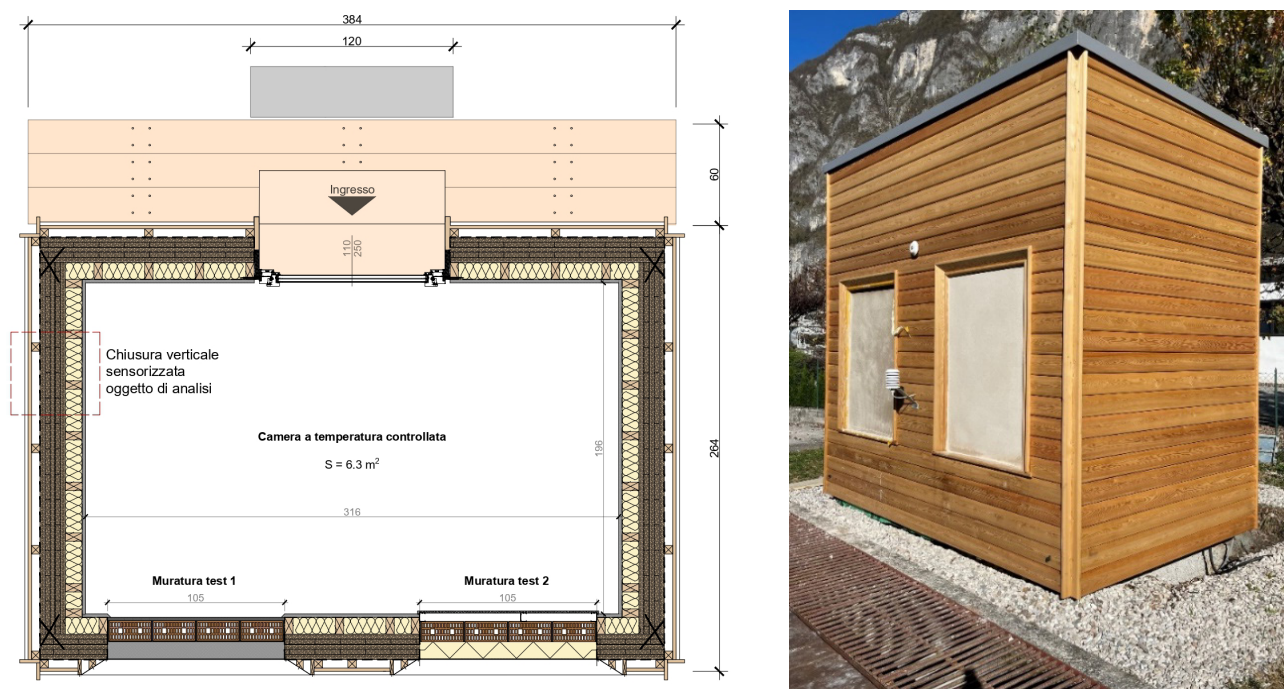 384
120
Ingresso
60
110
250
Chiusura verticale
sensorizzata
oggetto di analisi
Camera a temperatura controllata
S = 6.3 m²
196
264
316
Muratura test 1
Muratura test 2
105
105